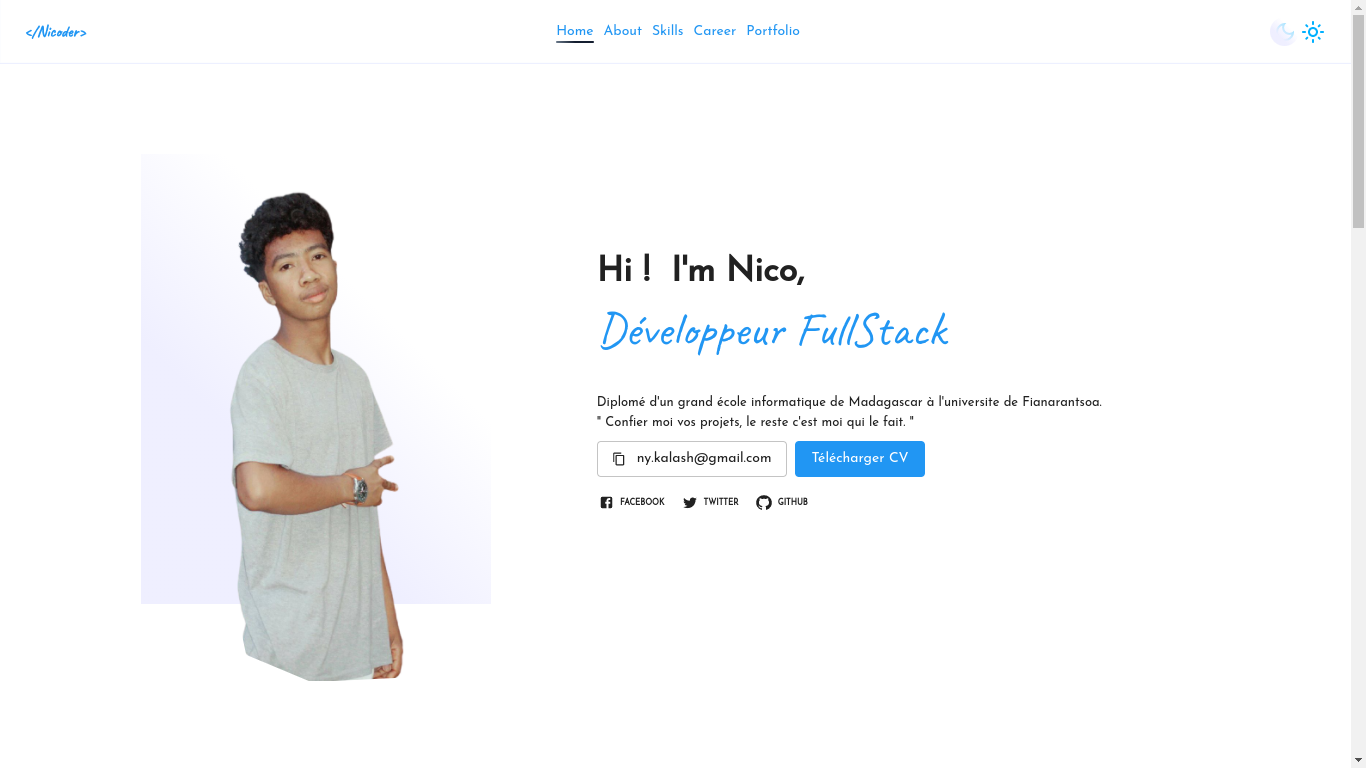 </Nicoder>
Home About Skills Career Portfolio
Hi ! I'm Nico,
Développeur FullStack
Diplomé d'un grand école informatique de Madagascar à l'universite de Fianarantsoa.
" Confier moi vos projets, le reste c'est moi qui le fait. "
ny.kalash@gmail.com Télécharger CV
FACEBOOK TWITTER GITHUB